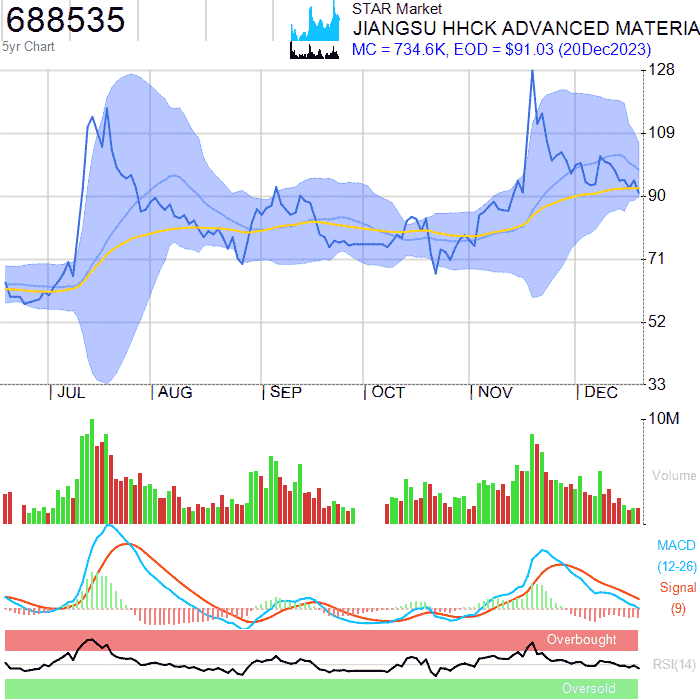 688535
5yr Chart
STAR Market
JIANGSU HHCK ADVANCED MATERIA
MC = 734.6K, EOD = $91.03 (20Dec2023)
128
109
90
71
52
33
JUL AUG SEP OCT NOV DEC
10M
Volume
MACD
(12-26)
Signal
(9)
Overbought
RSI(14)
Oversold